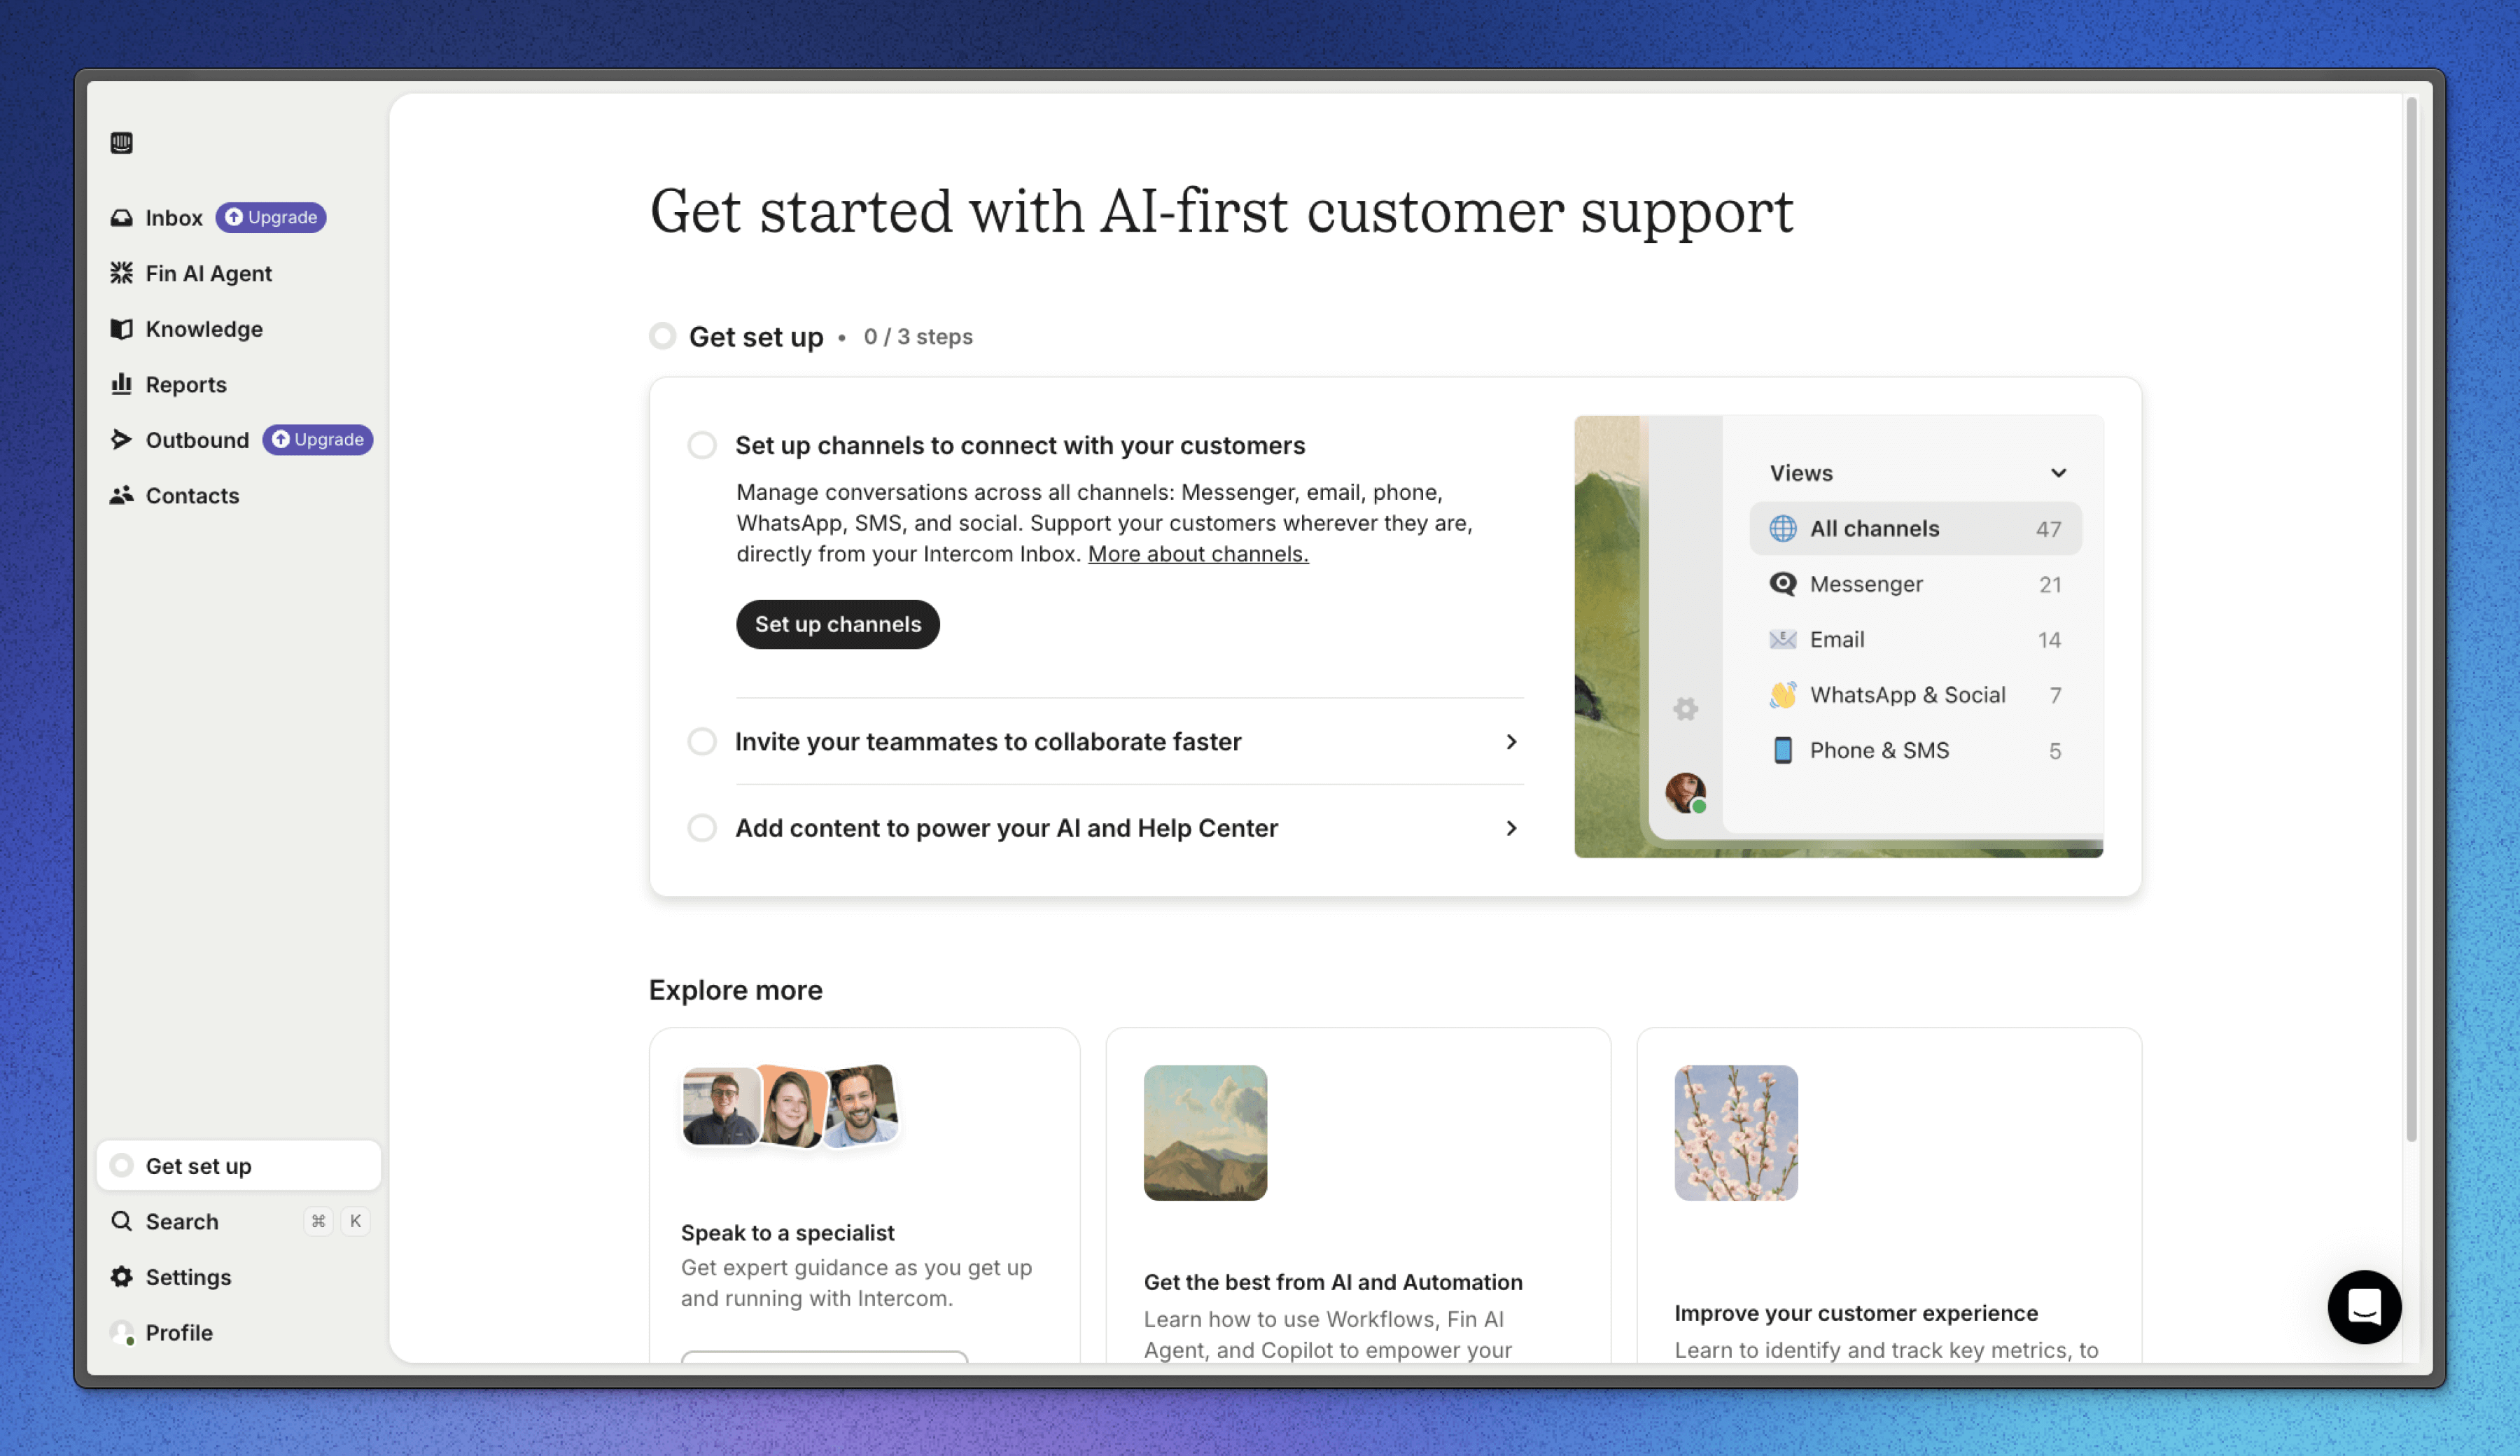 Inbox Upgrade
Fin AI Agent
Knowledge
Reports
Outbound Upgrade
Contacts
Get set up
Search ⌘ K
Settings
Profile
Get started with AI-first customer support
Get set up • 0 / 3 steps
Set up channels to connect with your customers
Manage conversations across all channels: Messenger, email, phone,
WhatsApp, SMS, and social. Support your customers wherever they are,
directly from your Intercom Inbox. More about channels.
Set up channels
Invite your teammates to collaborate faster
Add content to power your AI and Help Center
Views
All channels 47
Messenger 21
Email 14
WhatsApp & Social 7
Phone & SMS 5
Explore more
Speak to a specialist
Get expert guidance as you get up
and running with Intercom.
Get the best from AI and Automation
Learn how to use Workflows, Fin AI
Agent, and Copilot to empower your
Improve your customer experience
Learn to identify and track key metrics, to